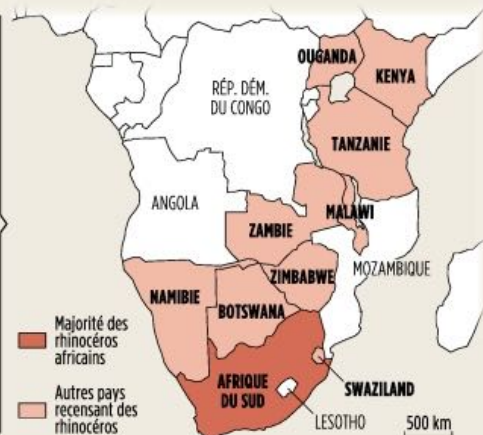 OUGANDA
KENYA
RÉP. DÉM.
DU CONGO
TANZANIE
ANGOLA
MALAWI
ZAMBIE
MOZAMBIQUE
ZIMBABWE
NAMIBIE
BOTSWANA
Majorité des
rhinocéros
africains
AFRIQUE
DU SUD
SWAZILAND
Autres pays
recensant des
rhinocéros
LESOTHO
500 km